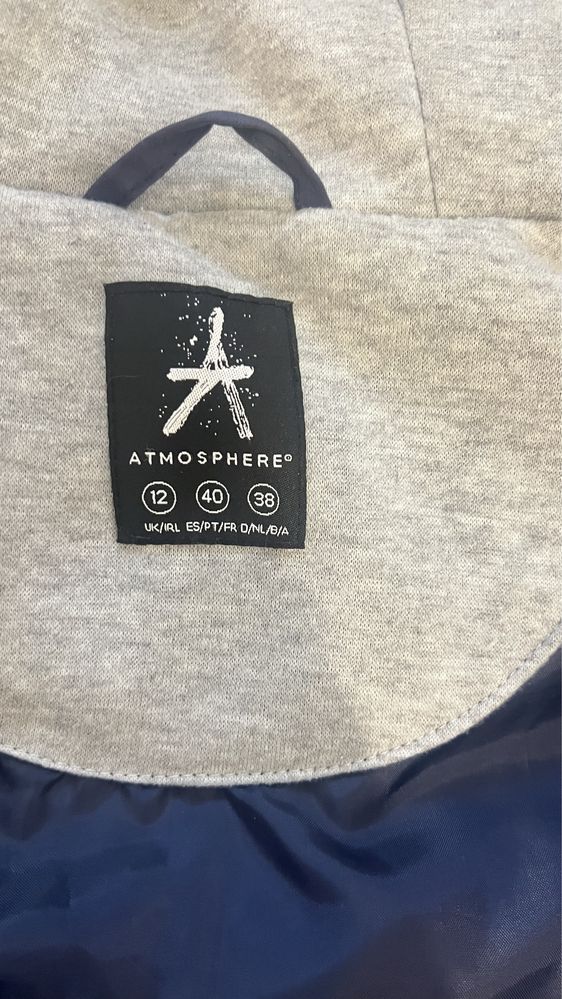 ATMOSPHERE®
12 40 38
UK/IRL ES/PT/FR D/NL/B/A